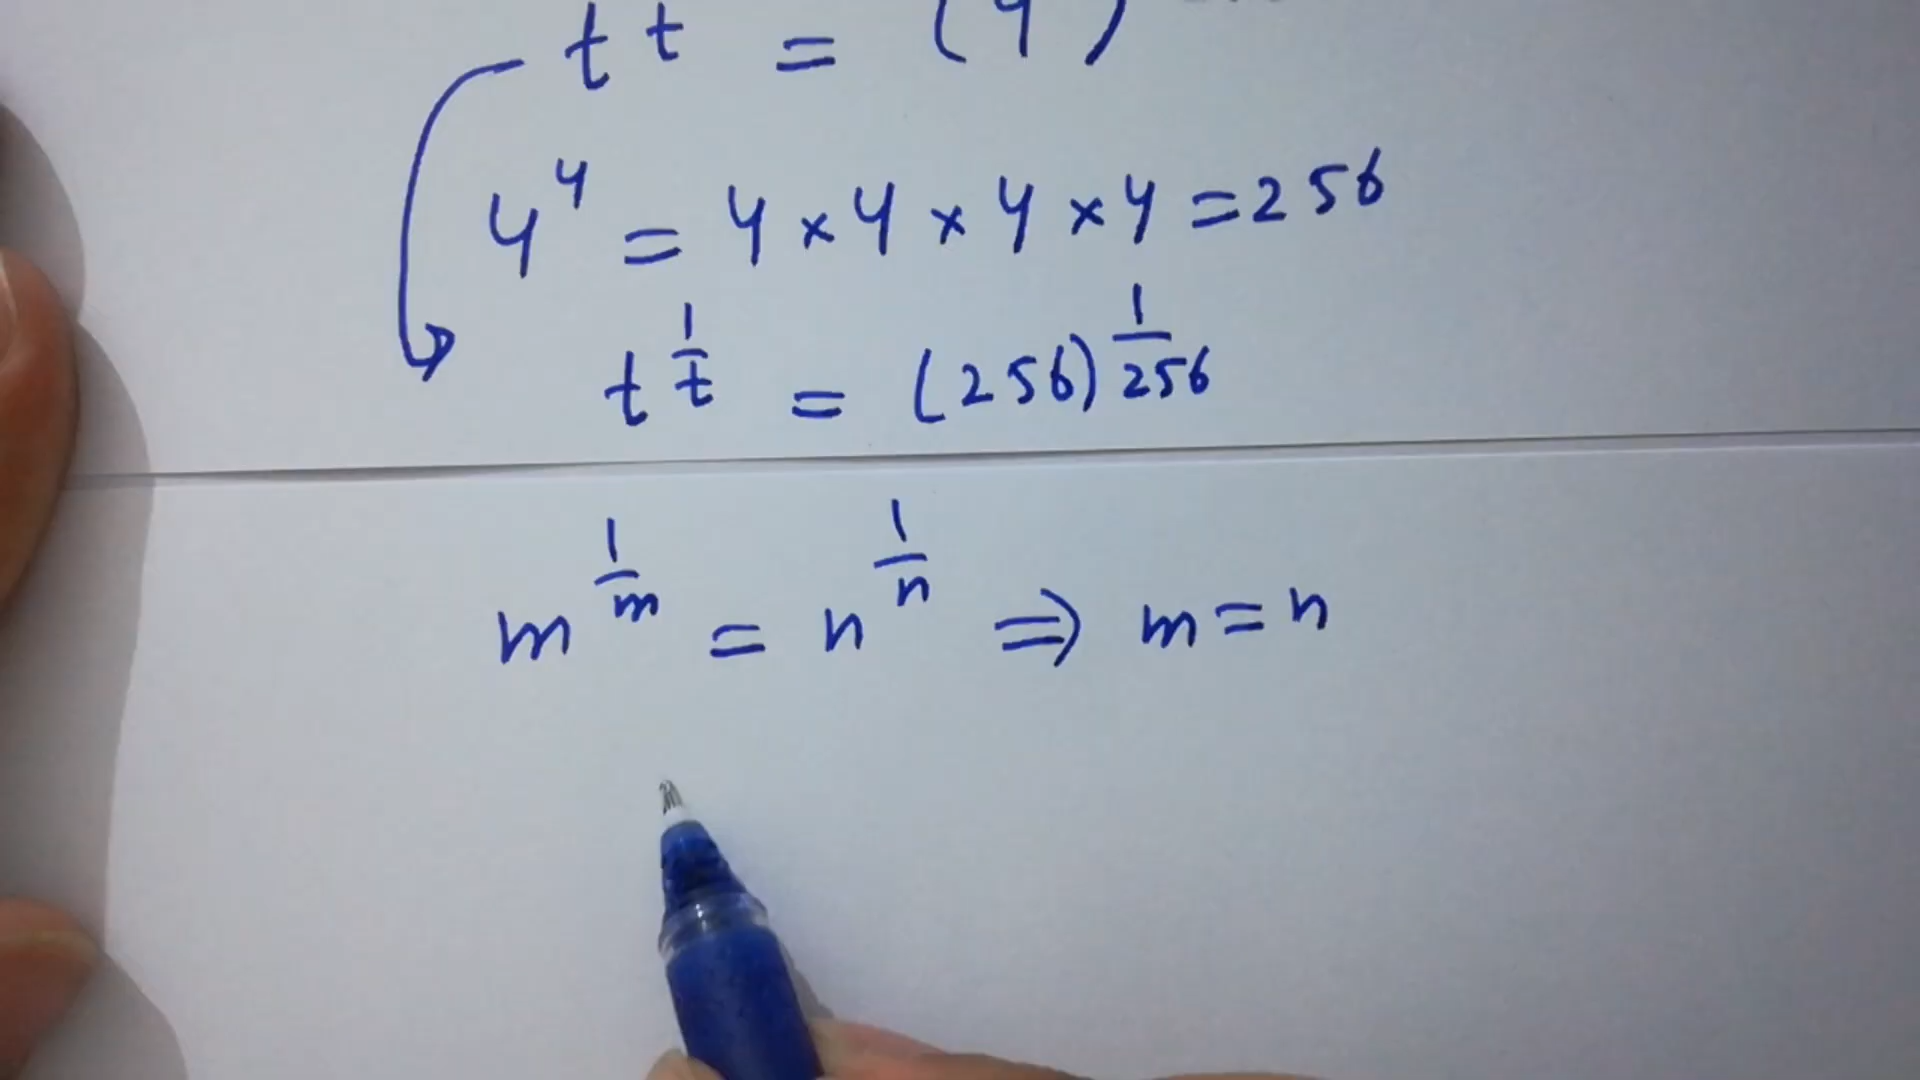 t^t = (4)
4^4 = 4 × 4 × 4 × 4 = 256
t^(1/t) = (256)^(1/256)
m^(1/m) = n^(1/n) ⇒ m = n